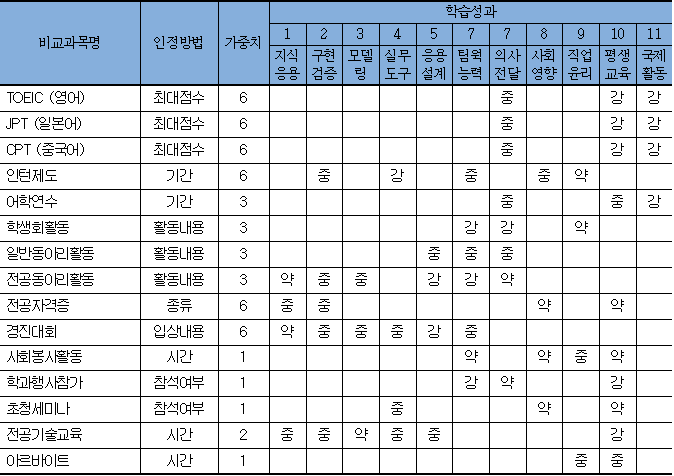 학습성과
비교과목명 인정방법 가중치 1 2 3 4 5 7 7 8 9 10 11
지식응용 구현검증 모델링 실무도구 응용설계 팀웍능력 의사전달 사회영향 직업윤리 평생교육 국제활동
TOEIC (영어) 최대점수 6 중 강 강
JPT (일본어) 최대점수 6 중 강 강
CPT (중국어) 최대점수 6 중 강 강
인턴제도 기간 6 중 강 중 중 약
어학연수 기간 3 중 중 강
학생회활동 활동내용 3 강 강 약
일반동아리활동 활동내용 3 중 중 중
전공동아리활동 활동내용 3 약 중 중 강 강 약
전공자격증 종류 6 중 중 약 약
경진대회 입상내용 6 약 중 중 중 강 중
사회봉사활동 시간 1 약 약 중 약
학과행사참가 참석여부 1 강 약 강
초청세미나 참석여부 1 중 약 약
전공기술교육 시간 2 중 중 약 중 중 강
아르바이트 시간 1 중 중